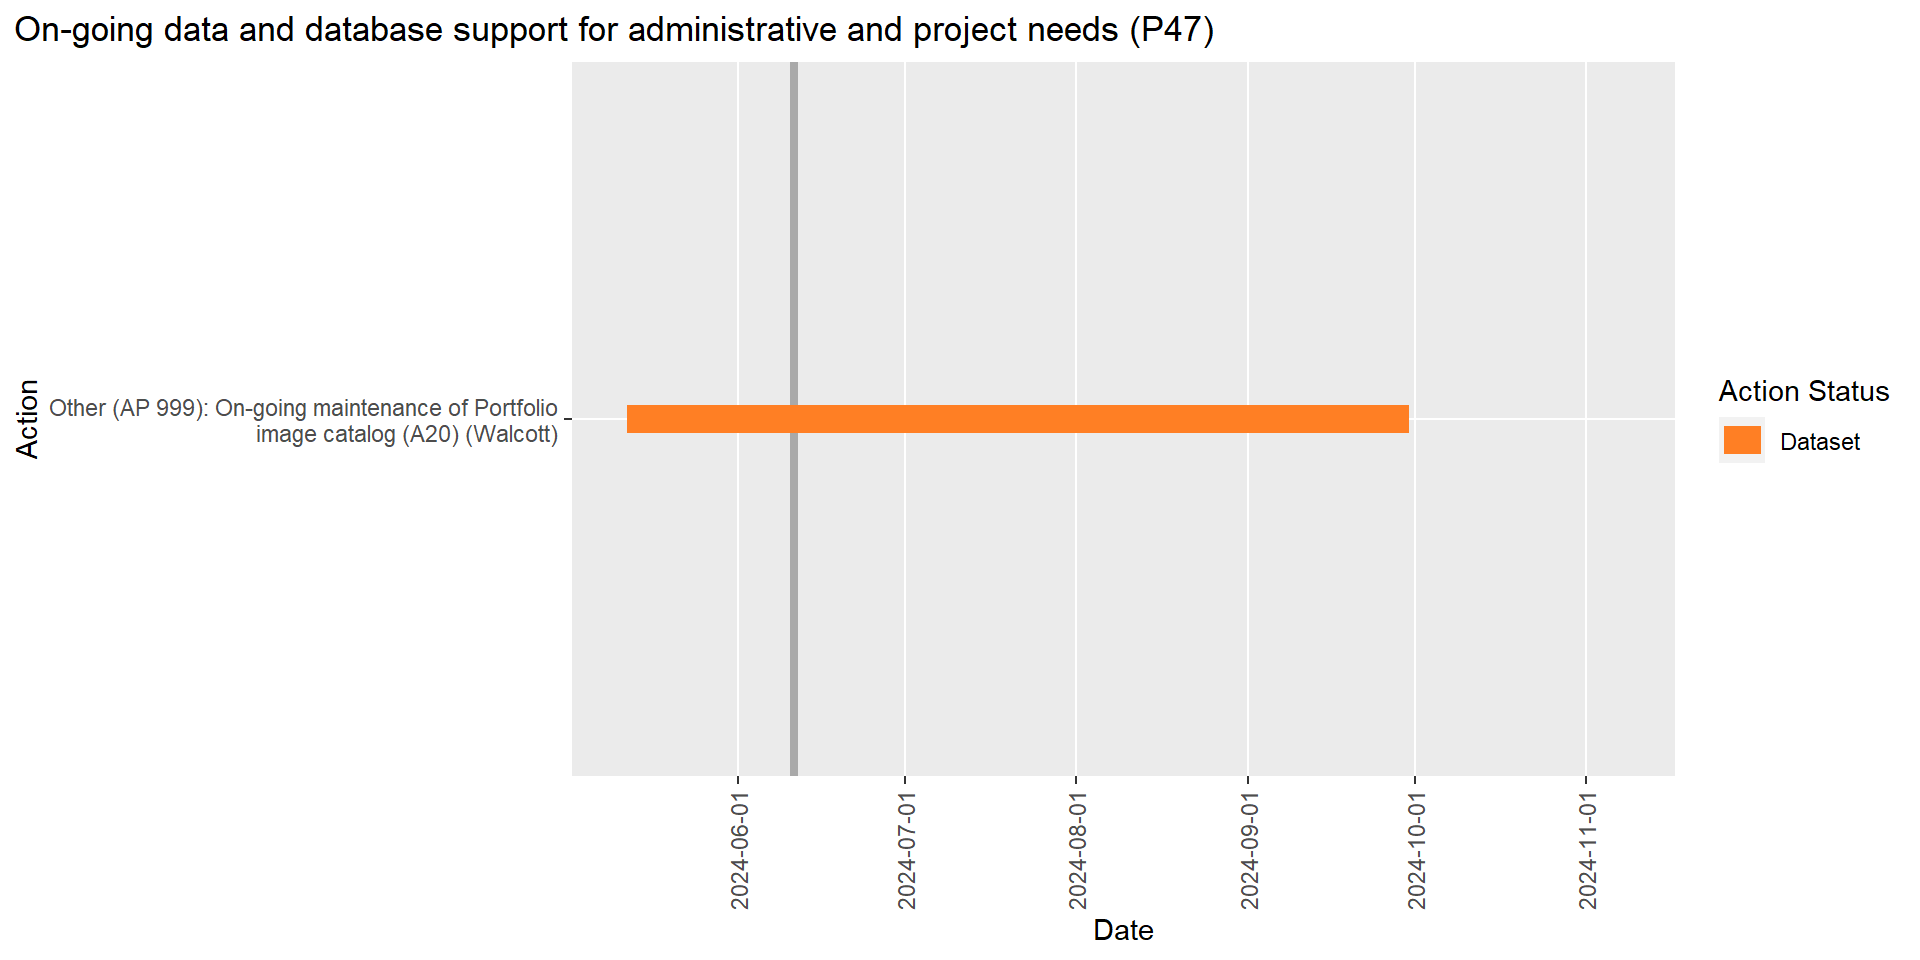 On-going data and database support for administrative and project needs (P47)
Action
Other (AP 999): On-going maintenance of Portfolio
image catalog (A20) (Walcott)
Action Status
Dataset
2024-06-01
2024-07-01
2024-08-01
2024-09-01
2024-10-01
2024-11-01
Date